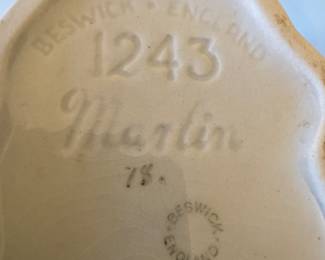 BESWICK • ENGLAND
1243
Marlin
78.
BESWICK
ENGLAND